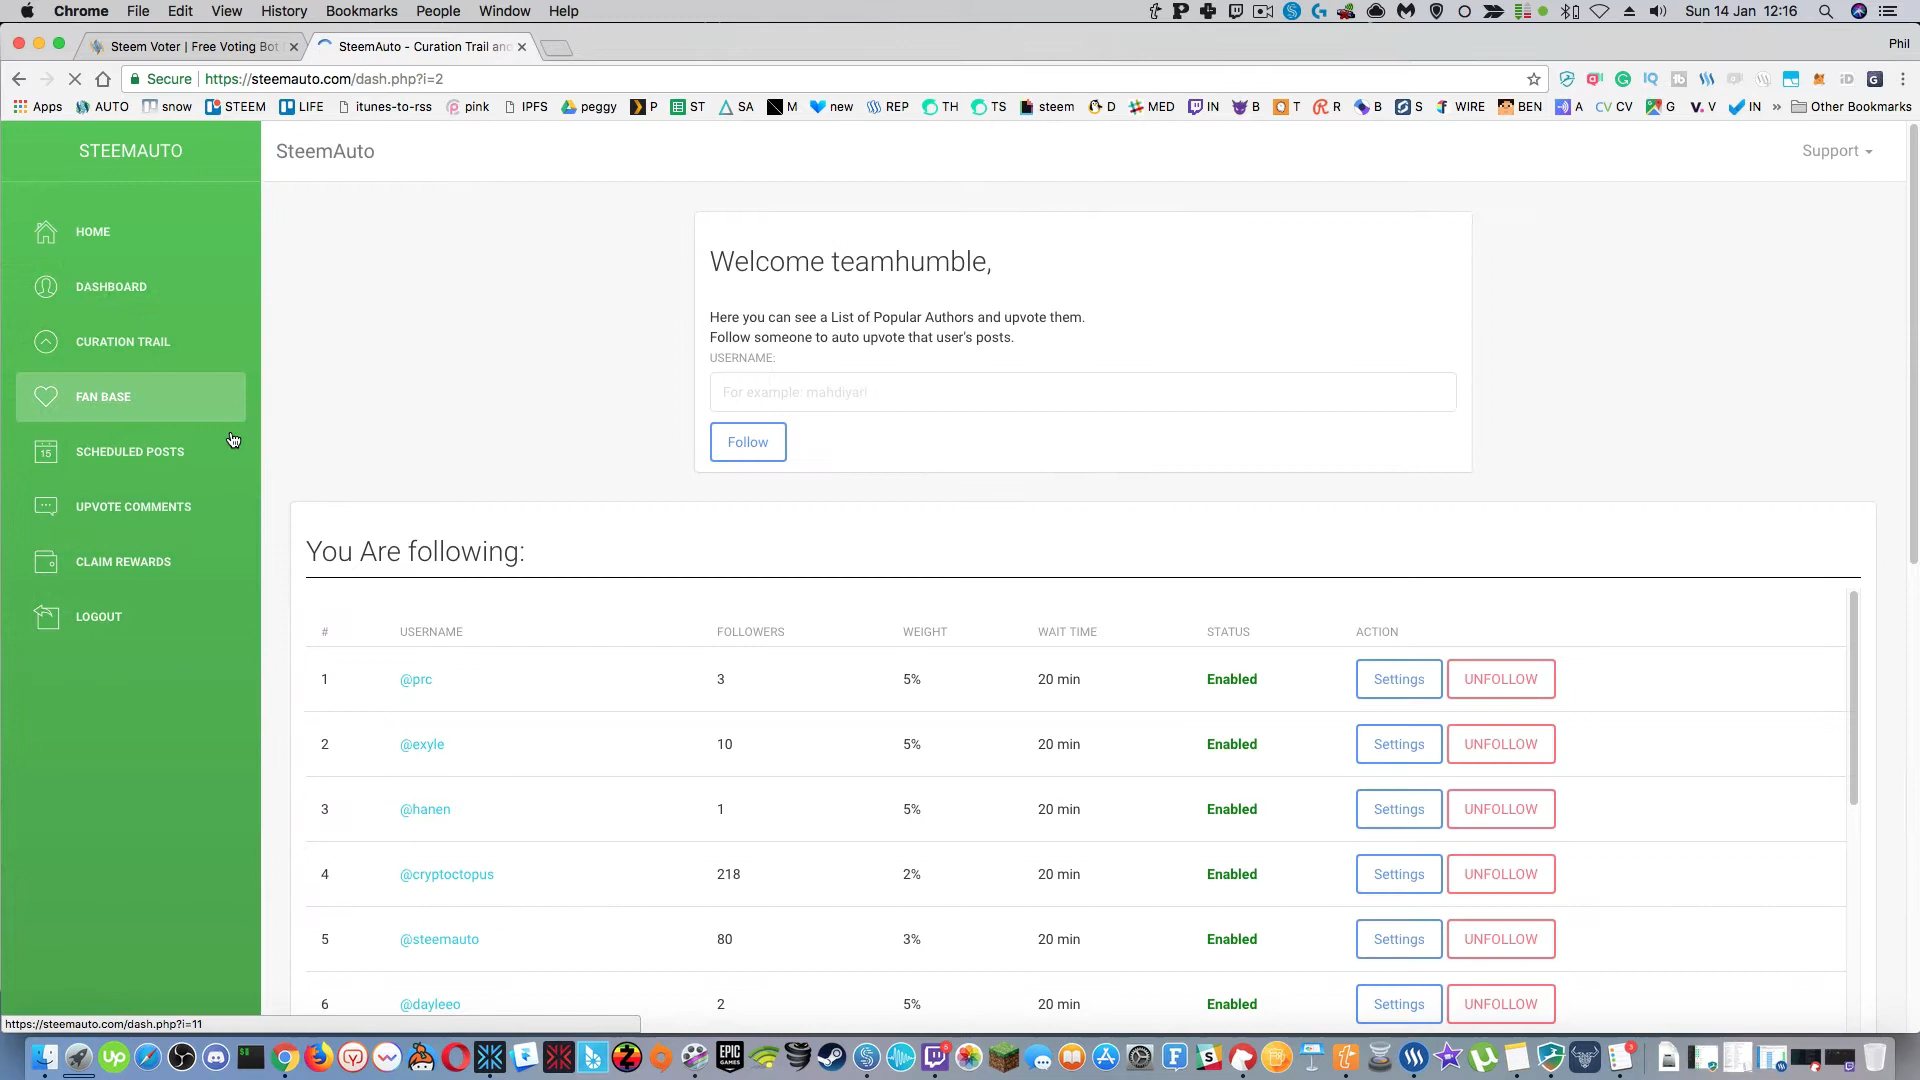 Chrome File Edit View History Bookmarks People Window Help Sun 14 Jan 12:16
Steem Voter | Free Voting Bot SteemAuto - Curation Trail and Phil
Secure https://steemauto.com/dash.php?i=2
Apps AUTO snow STEEM LIFE itunes-to-rss pink IPFS peggy P ST SA M new REP TH TS steem D MED IN B T R B S WIRE BEN A CV G V IN » Other Bookmarks
STEEMAUTO
SteemAuto
Support
HOME
DASHBOARD
CURATION TRAIL
FAN BASE
SCHEDULED POSTS
UPVOTE COMMENTS
CLAIM REWARDS
LOGOUT
Welcome teamhumble,
Here you can see a List of Popular Authors and upvote them.
Follow someone to auto upvote that user's posts.
USERNAME:
For example: mahdiyari
Follow
You Are following:
# USERNAME FOLLOWERS WEIGHT WAIT TIME STATUS ACTION
1 @prc 3 5% 20 min Enabled Settings UNFOLLOW
2 @exyle 10 5% 20 min Enabled Settings UNFOLLOW
3 @hanen 1 5% 20 min Enabled Settings UNFOLLOW
4 @cryptoctopus 218 2% 20 min Enabled Settings UNFOLLOW
5 @steemauto 80 3% 20 min Enabled Settings UNFOLLOW
6 @dayleeo 2 5% 20 min Enabled Settings UNFOLLOW
https://steemauto.com/dash.php?i=11